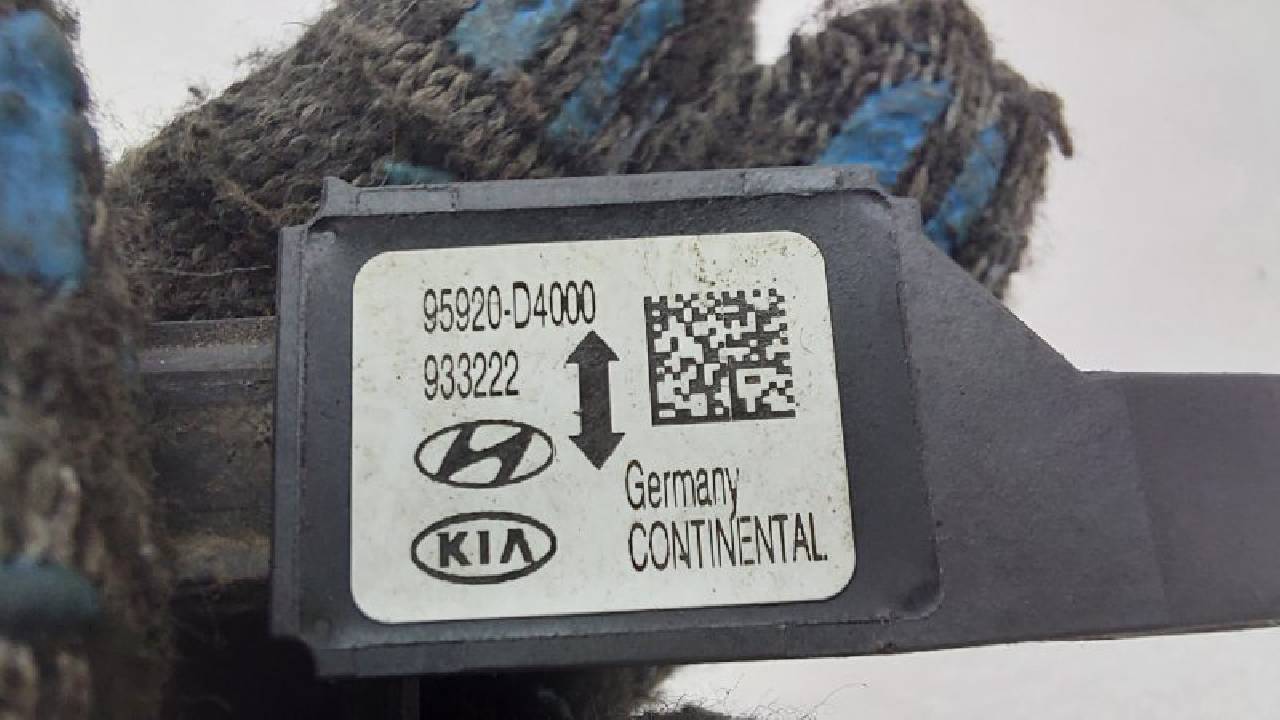 95920-D4000
933222
KIA
Germany
CONTINENTAL.